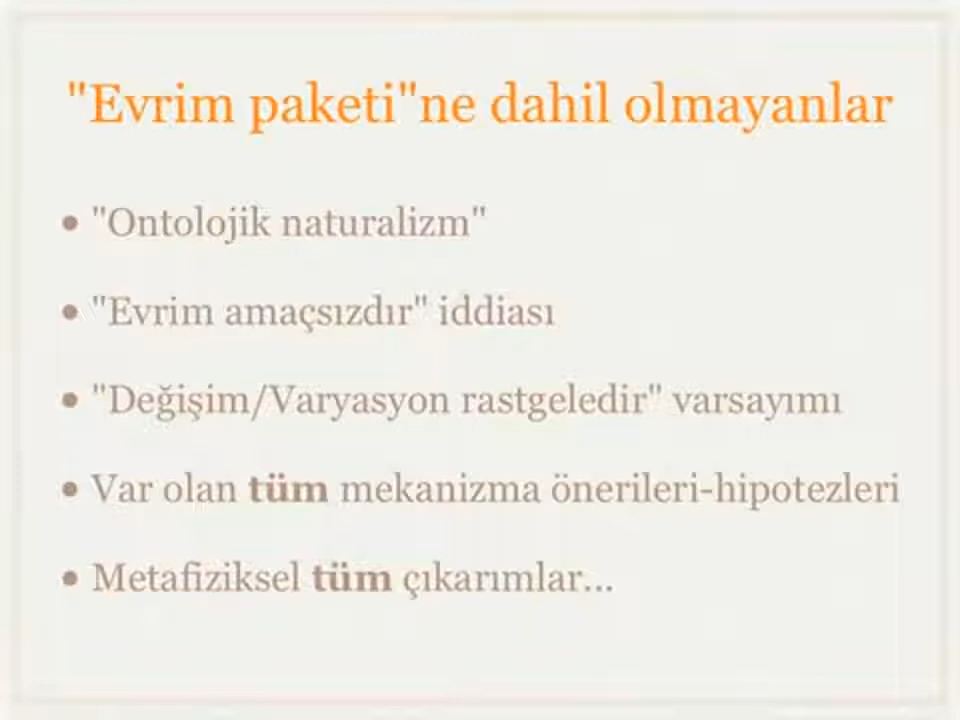 "Evrim paketi"ne dahil olmayanlar
• "Ontolojik naturalizm"
• "Evrim amaçsızdır" iddiası
• "Değişim/Varyasyon rastgeledir" varsayımı
• Var olan tüm mekanizma önerileri-hipotezleri
• Metafiziksel tüm çıkarımlar...